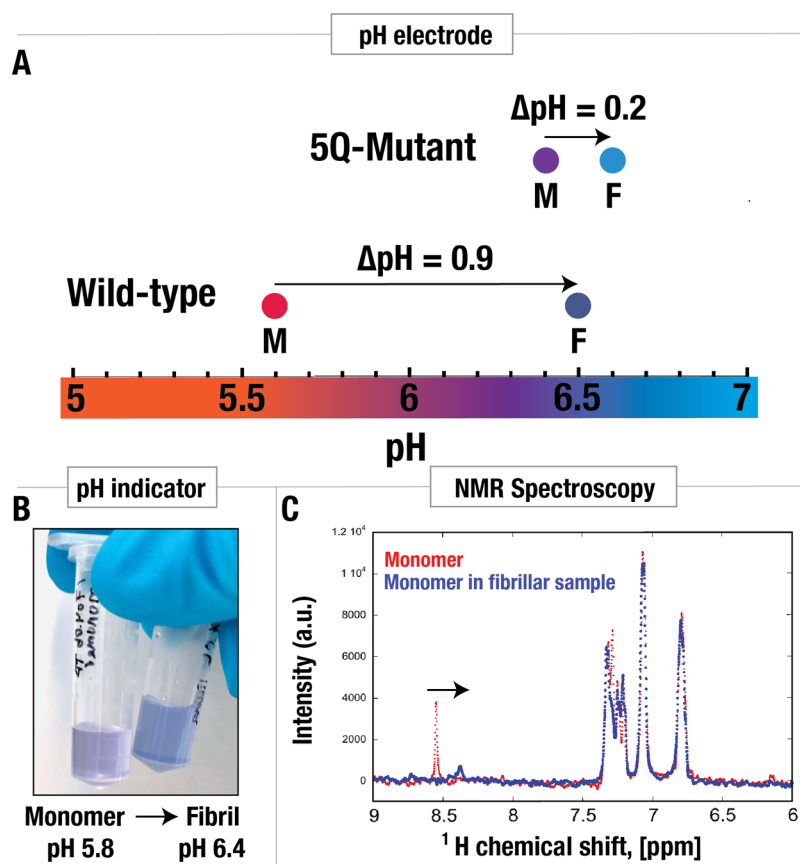 pH electrode
A
ΔpH = 0.2
5Q-Mutant
M F
ΔpH = 0.9
Wild-type
M F
5 5.5 6 6.5 7
pH
pH indicator
NMR Spectroscopy
B
C
Monomer → Fibril
pH 5.8 pH 6.4
1.2 10⁴
1 10⁴
8000
6000
4000
2000
0
Intensity (a.u.)
Monomer
Monomer in fibrillar sample
9 8.5 8 7.5 7 6.5 6
¹ H chemical shift, [ppm]